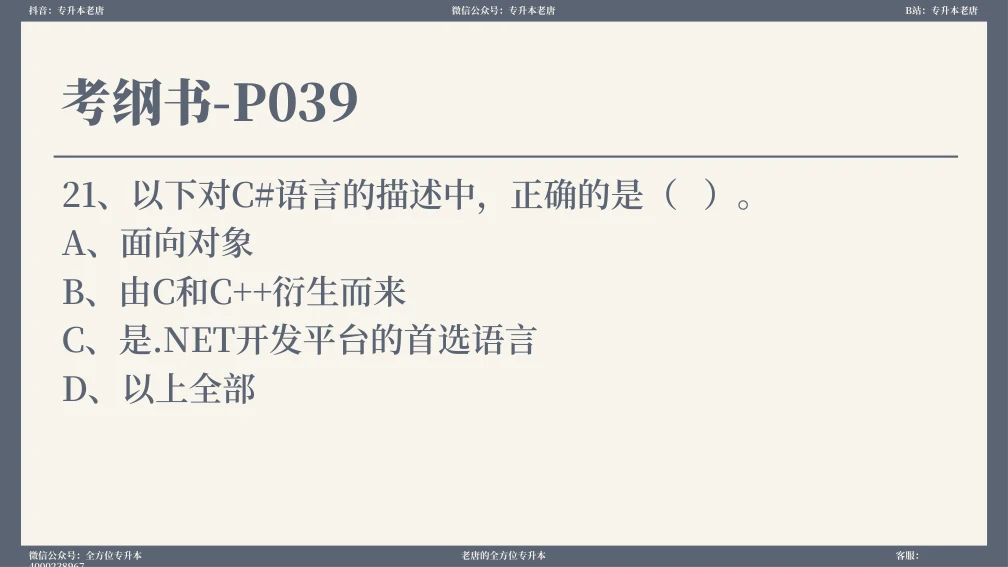 抖音：专升本老唐
微信公众号：专升本老唐
B站：专升本老唐
考纲书-P039
21、以下对C#语言的描述中，正确的是（  ）。
A、面向对象
B、由C和C++衍生而来
C、是.NET开发平台的首选语言
D、以上全部
微信公众号：全方位专升本
老唐的全方位专升本
客服：
4000238967